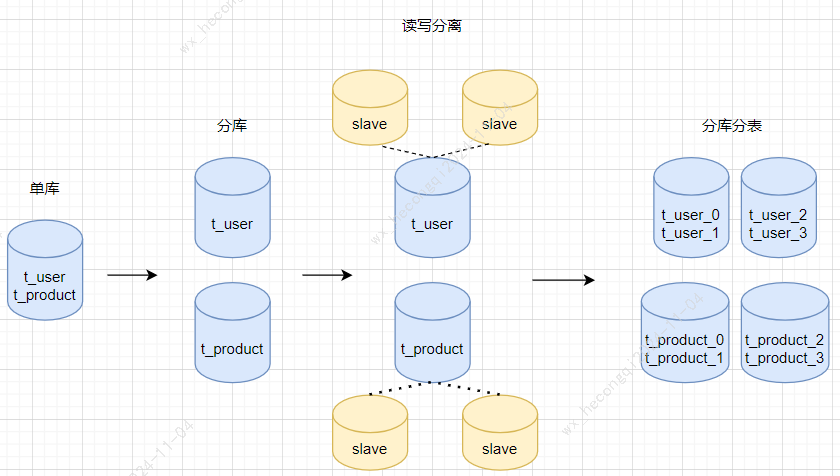 读写分离
slave
slave
分库
分库分表
t_user
t_user
t_user_0
t_user_1
t_user_2
t_user_3
单库
t_user
t_product
t_product
t_product
t_product_0
t_product_1
t_product_2
t_product_3
slave
slave